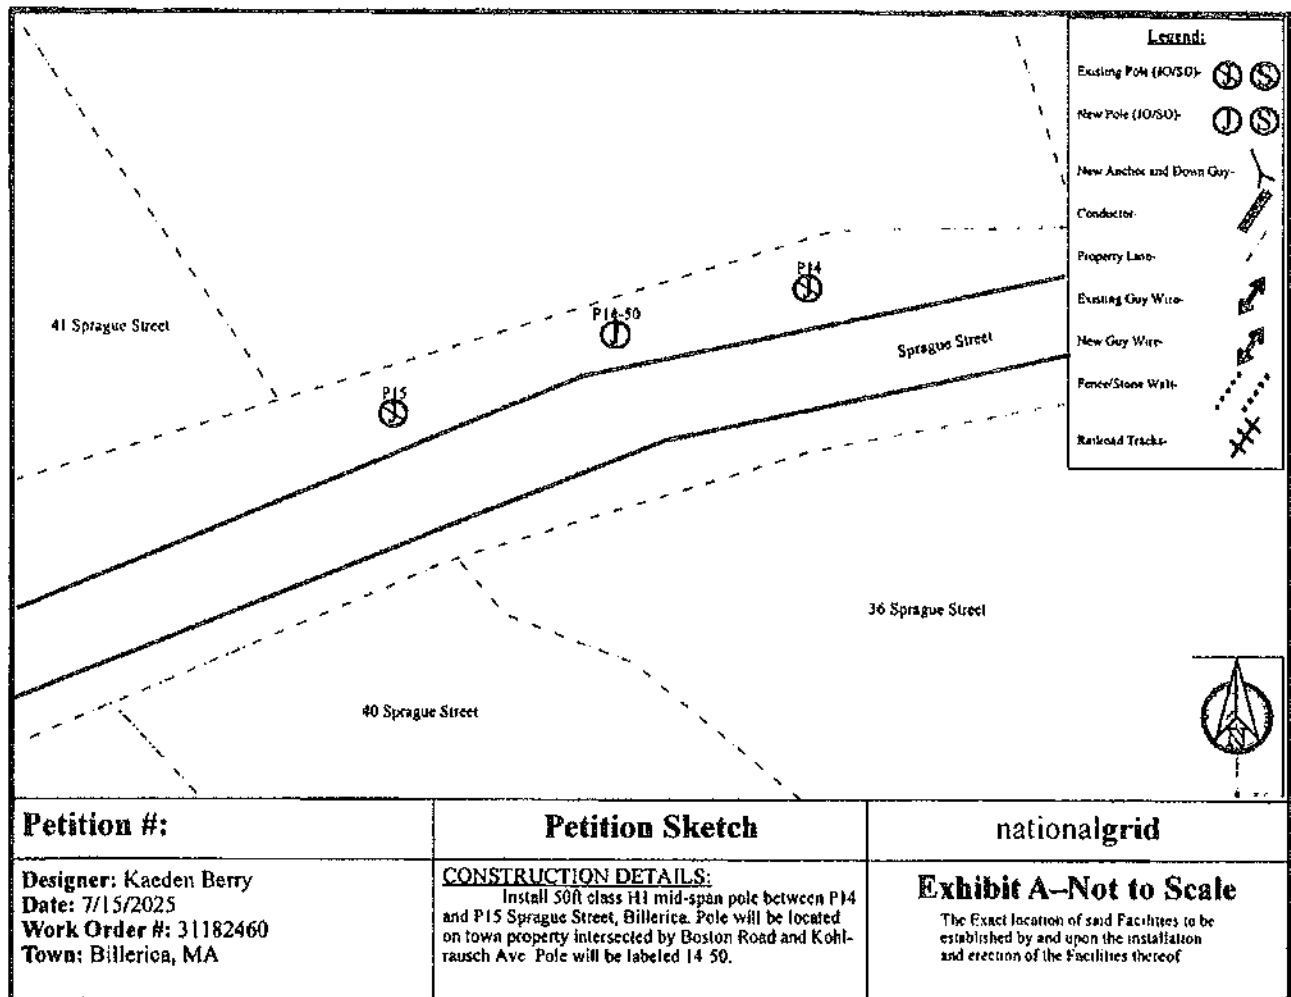 Legend:
Existing Pole (JO/SO)- J S
New Pole (JO/SO)- J S
New Anchor and Down Guy-
Conductor-
Property Line-
Existing Guy Wire-
New Guy Wire-
Fence/Stone Wall-
Railroad Tracks-
P14
J
P14-50
J
Sprague Street
41 Sprague Street
P15
J
36 Sprague Street
40 Sprague Street
N
Petition #:
Designer: Kaeden Berry
Date: 7/15/2025
Work Order #: 31182460
Town: Billerica, MA
Petition Sketch
CONSTRUCTION DETAILS:
Install 50ft class H1 mid-span pole between P14
and P15 Sprague Street, Billerica. Pole will be located
on town property intersected by Boston Road and Kohl-
rausch Ave. Pole will be labeled 14-50.
nationalgrid
Exhibit A–Not to Scale
The Exact location of said Facilities to be
established by and upon the installation
and erection of the Facilities thereof